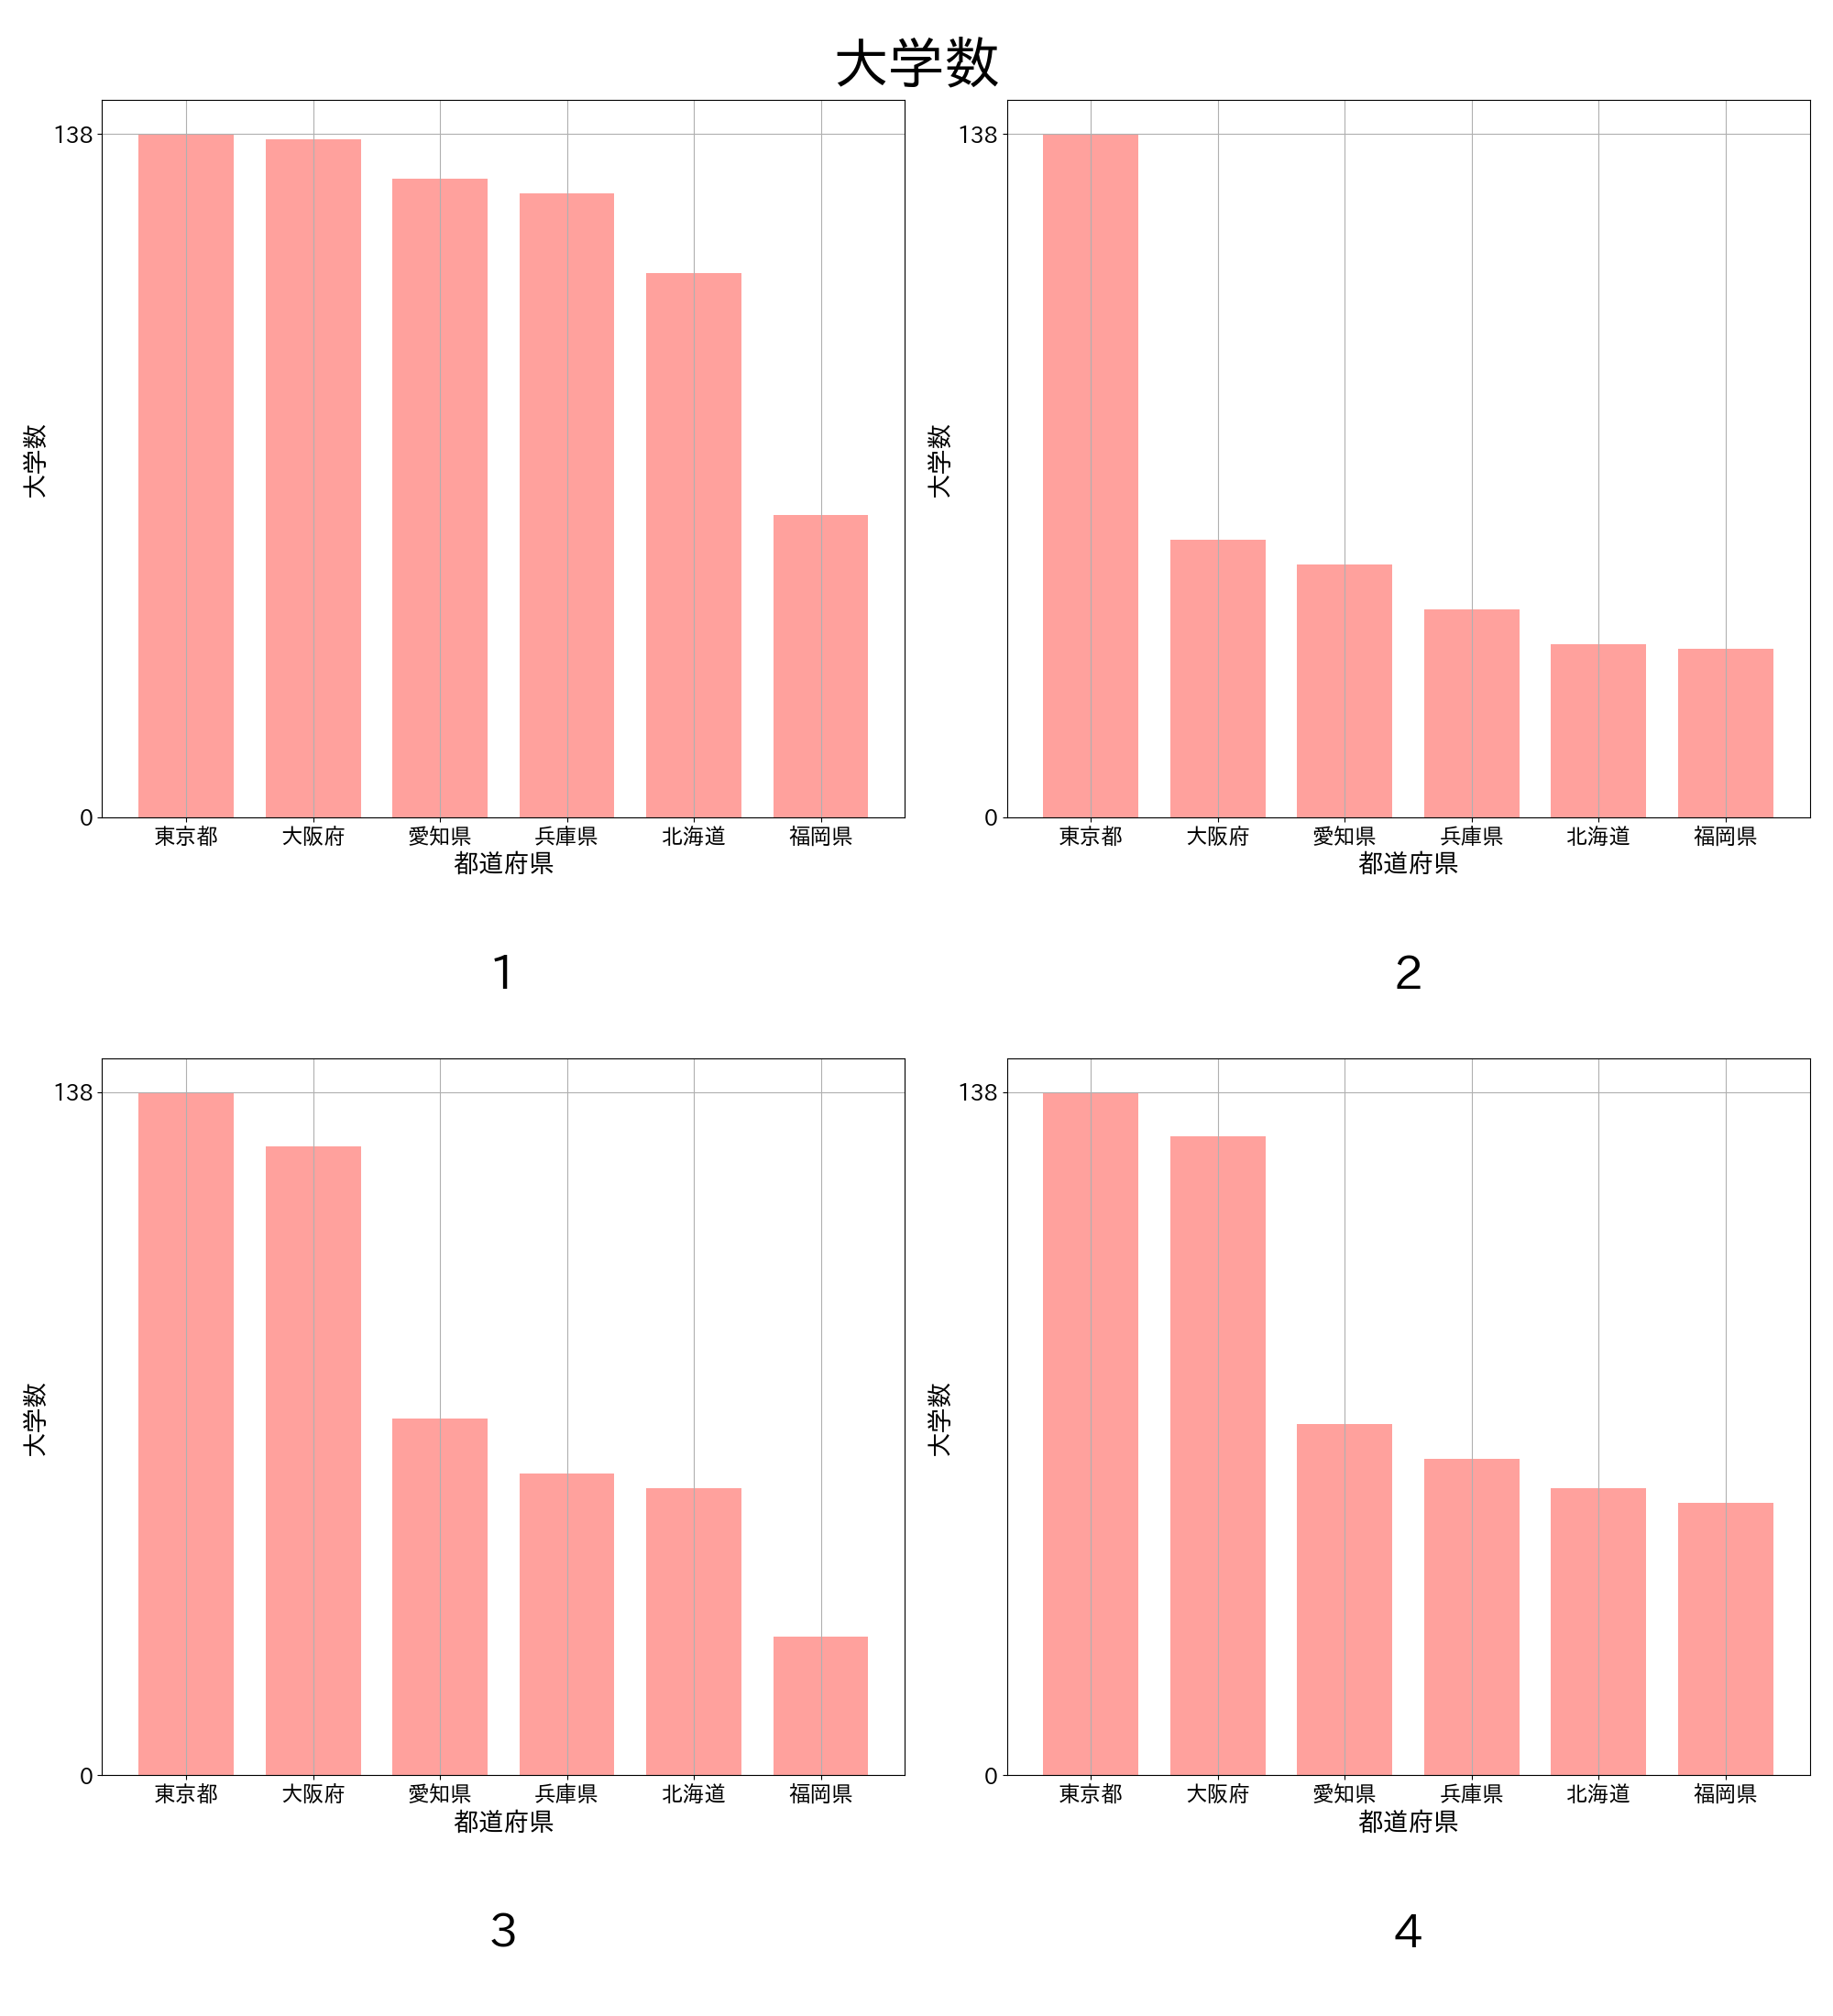 大学数
138
0
大学数
東京都 大阪府 愛知県 兵庫県 北海道 福岡県
都道府県
1
138
0
大学数
東京都 大阪府 愛知県 兵庫県 北海道 福岡県
都道府県
2
138
0
大学数
東京都 大阪府 愛知県 兵庫県 北海道 福岡県
都道府県
3
138
0
大学数
東京都 大阪府 愛知県 兵庫県 北海道 福岡県
都道府県
4